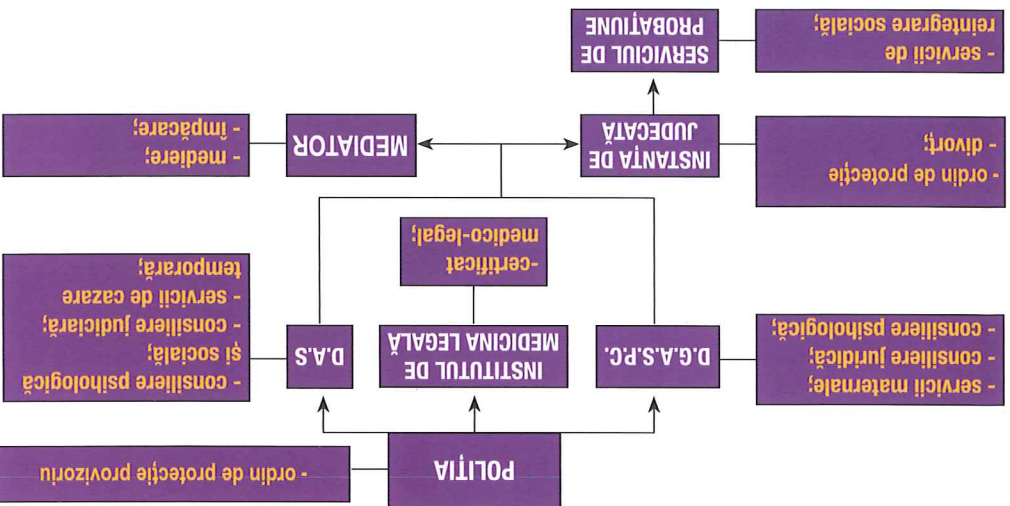 POLIȚIA
- ordin de protecție provizoriu
- servicii maternale;
- consiliere juridică;
- consiliere psihologică;
D.G.A.S.P.C.
INSTITUTUL DE
MEDICINA LEGALĂ
D.A.S
- consiliere psihologică
și socială;
- consiliere judiciara;
- servicii de cazare
temporară;
-certificat
medico-legal;
- ordin de protecție
- divorț;
INSTANȚA DE
JUDECATĂ
MEDIATOR
- mediere;
- împăcare;
- servicii de
reintegrare socială;
SERVICIUL DE
PROBAȚIUNE